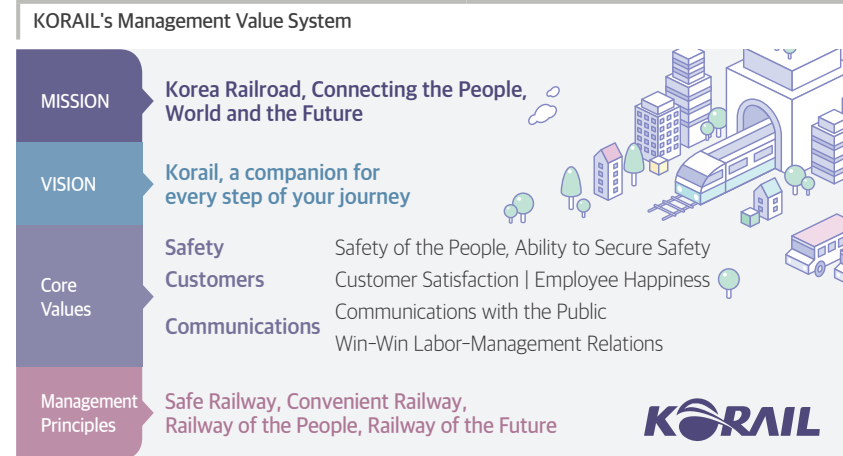 KORAIL's Management Value System
MISSION
Korea Railroad, Connecting the People,
World and the Future
VISION
Korail, a companion for
every step of your journey
Core
Values
Safety
Safety of the People, Ability to Secure Safety
Customers
Customer Satisfaction | Employee Happiness
Communications
Communications with the Public
Win-Win Labor-Management Relations
Management
Principles
Safe Railway, Convenient Railway,
Railway of the People, Railway of the Future
KORAIL